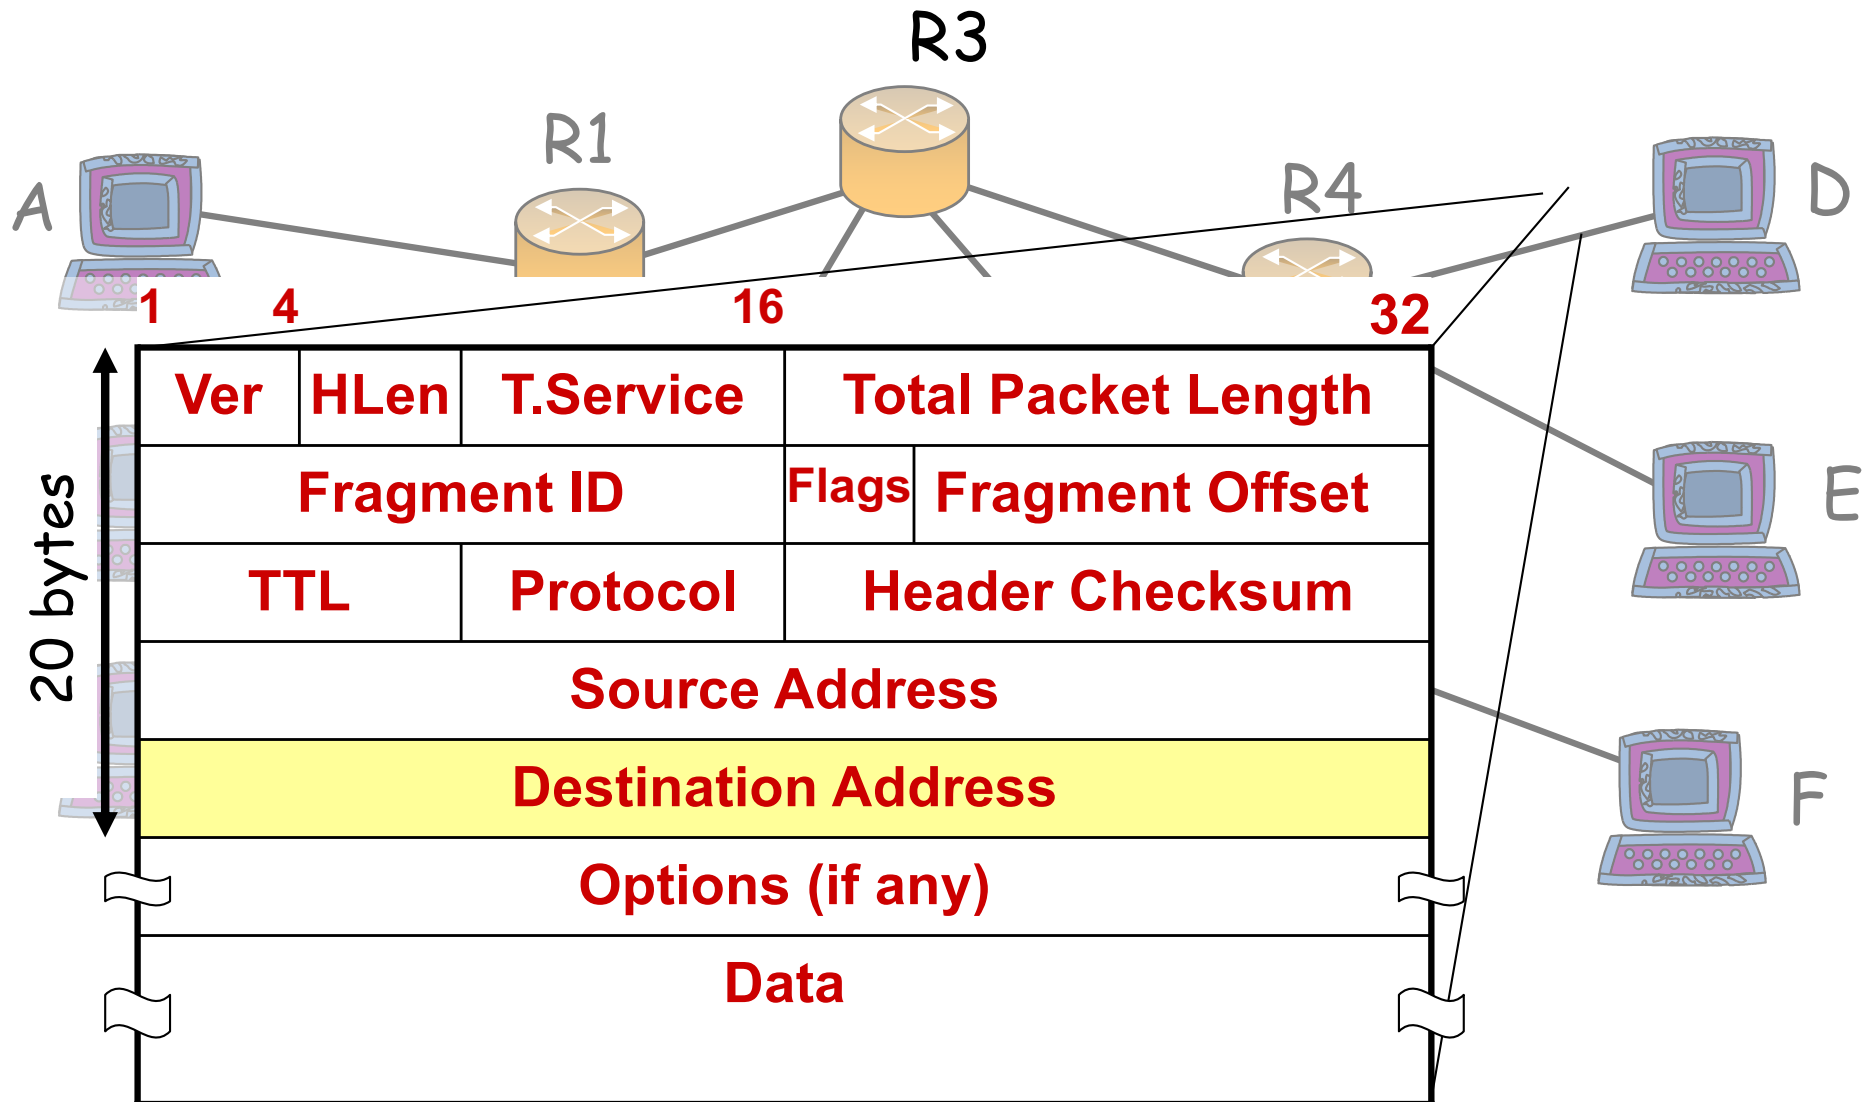 R3
R1
A
R4
D
1 4 16 32
Ver HLen T.Service Total Packet Length
Fragment ID Flags Fragment Offset
E
20 bytes
TTL Protocol Header Checksum
Source Address
Destination Address
F
Options (if any)
Data